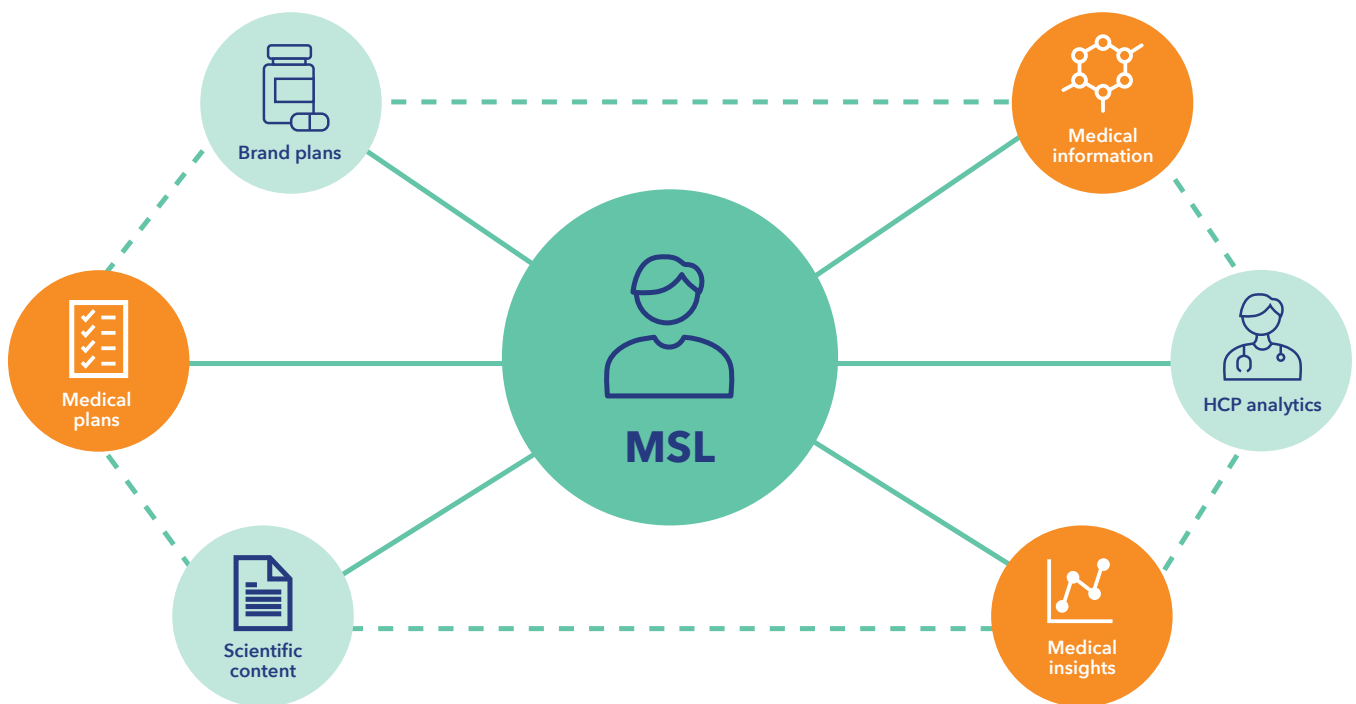 Brand plans
Medical
information
Medical
plans
MSL
HCP analytics
Scientific
content
Medical
insights